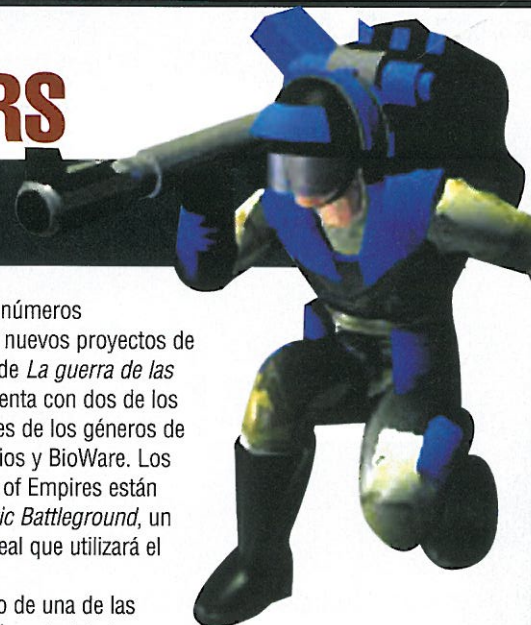 RS
números
nuevos proyectos de
de La guerra de las
enta con dos de los
es de los géneros de
ios y BioWare. Los
of Empires están
ic Battleground, un
eal que utilizará el
o de una de las